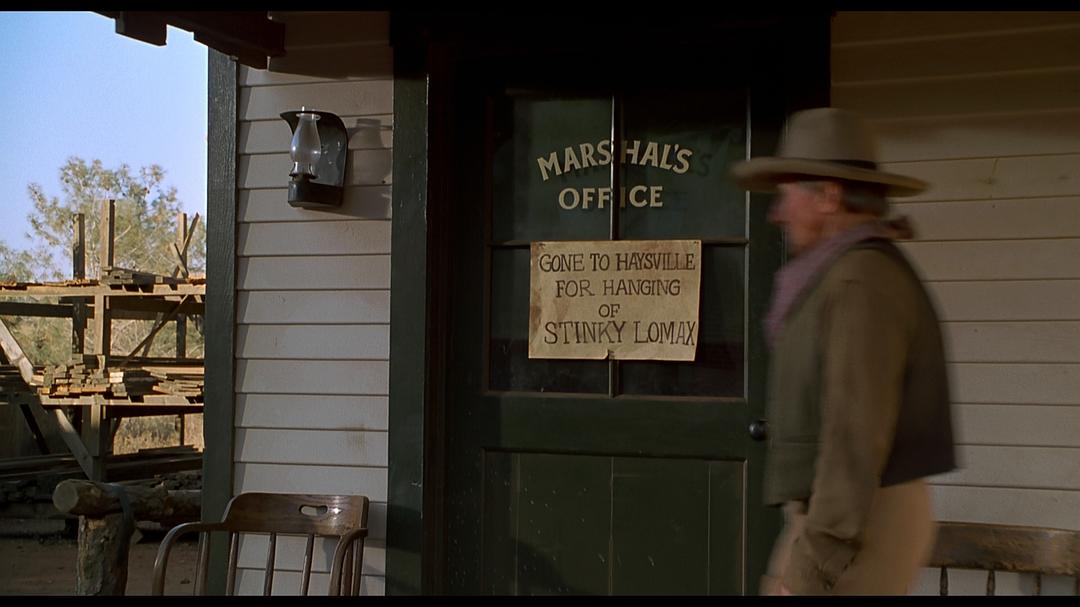 MARSHAL'S
OFFICE
GONE TO HAYSVILLE
FOR HANGING
OF
STINKY LOMAX